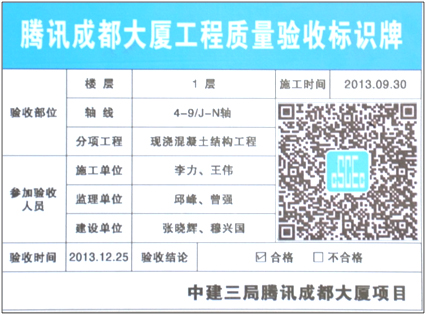 腾讯成都大厦工程质量验收标识牌
验收部位 楼层 1层 施工时间 2013.09.30
轴线 4-9/J-N轴
分项工程 现浇混凝土结构工程
参加验收人员 施工单位 李力、王伟
监理单位 邱峰、曾强
建设单位 张晓辉、穆兴国
验收时间 2013.12.25 验收结论 ☑合格 □不合格
中建三局腾讯成都大厦项目